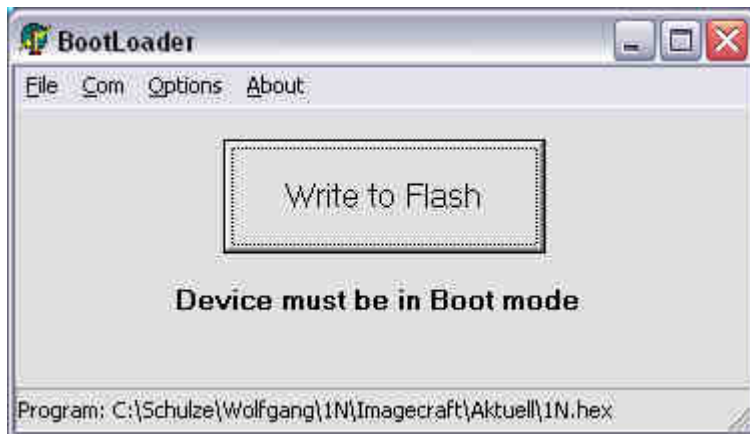 BootLoader
File Com Options About
Write to Flash
Device must be in Boot mode
Program: C:\Schulze\Wolfgang\1N\Imagecraft\Aktuell\1N.hex